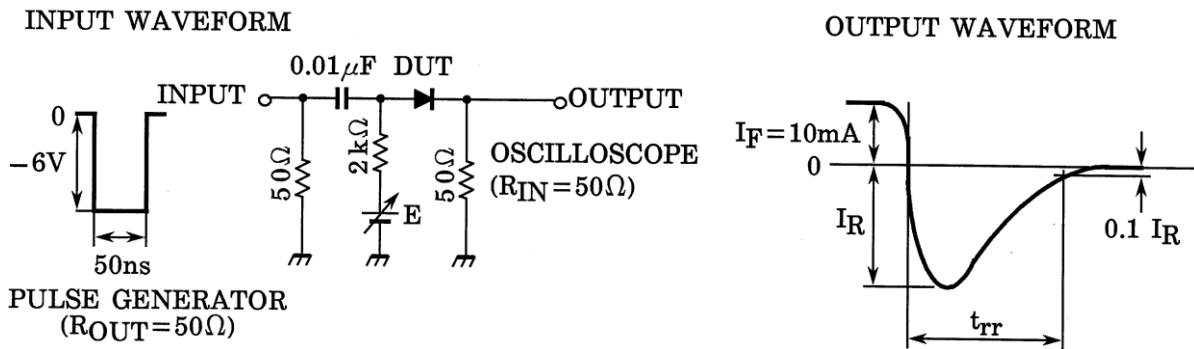 INPUT WAVEFORM
0
−6V
50ns
PULSE GENERATOR
(ROUT=50Ω)
0.01μF DUT
INPUT
OUTPUT
50Ω
2kΩ
E
50Ω
OSCILLOSCOPE
(RIN=50Ω)
OUTPUT WAVEFORM
IF=10mA
0
IR
0.1 IR
trr